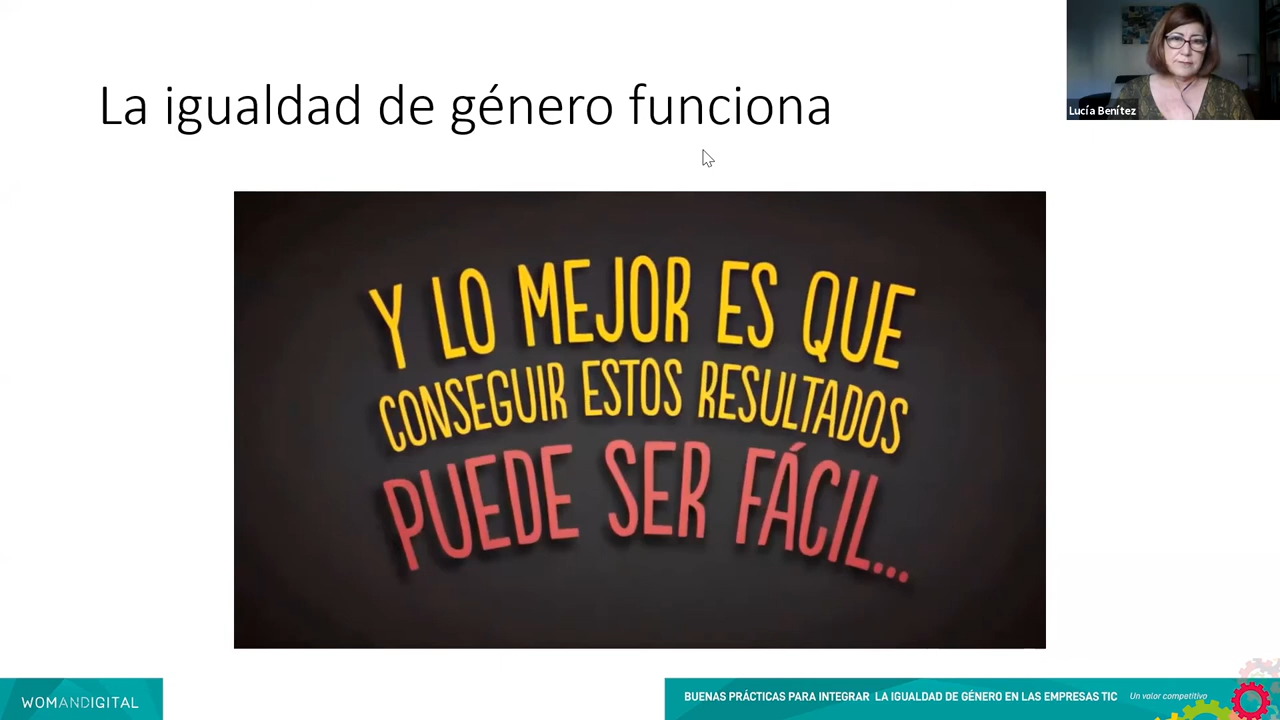 La igualdad de género funciona
Lucía Benítez
Y LO MEJOR ES QUE
CONSEGUIR ESTOS RESULTADOS
PUEDE SER FÁCIL...
WOMANDIGITAL
BUENAS PRÁCTICAS PARA INTEGRAR LA IGUALDAD DE GÉNERO EN LAS EMPRESAS TIC
Un valor competitivo